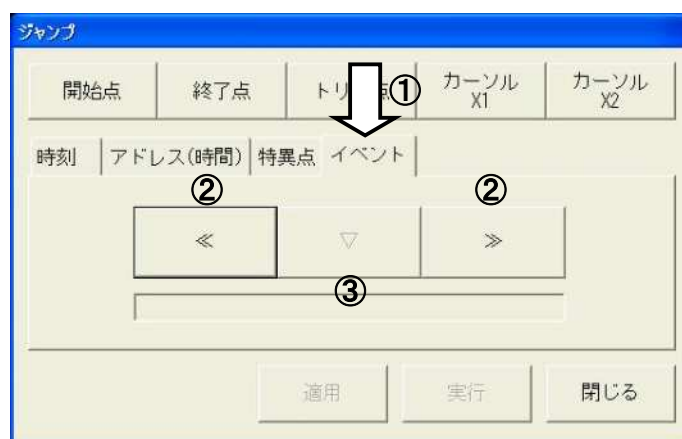 ジャンプ
開始点 終了点 トリ 点 ① カーソル X1 カーソル X2
時刻 アドレス(時間) 特異点 イベント
② ②
≪ ▽ ≫
③
適用 実行 閉じる